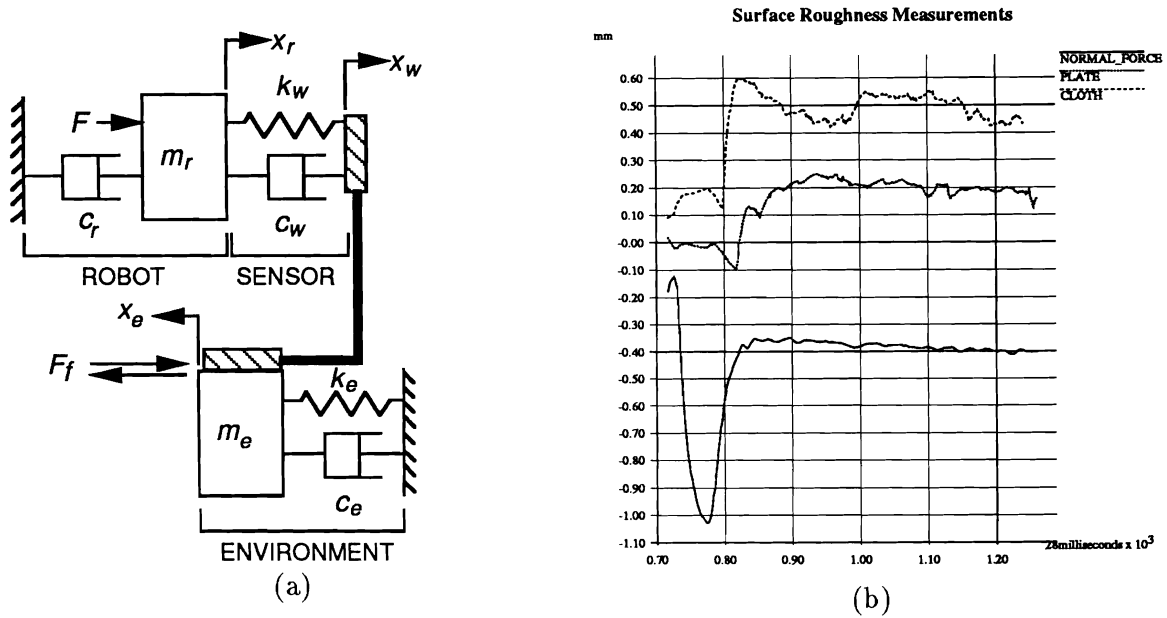 x_r
x_w
k_w
F
m_r
c_r
c_w
ROBOT
SENSOR
x_e
F_f
k_e
m_e
c_e
ENVIRONMENT
(a)
Surface Roughness Measurements
mm
NORMAL_FORCE
PLATE
CLOTH
0.60
0.50
0.40
0.30
0.20
0.10
-0.00
-0.10
-0.20
-0.30
-0.40
-0.50
-0.60
-0.70
-0.80
-0.90
-1.00
-1.10
28milliseconds x 10³
0.70 0.80 0.90 1.00 1.10 1.20
(b)